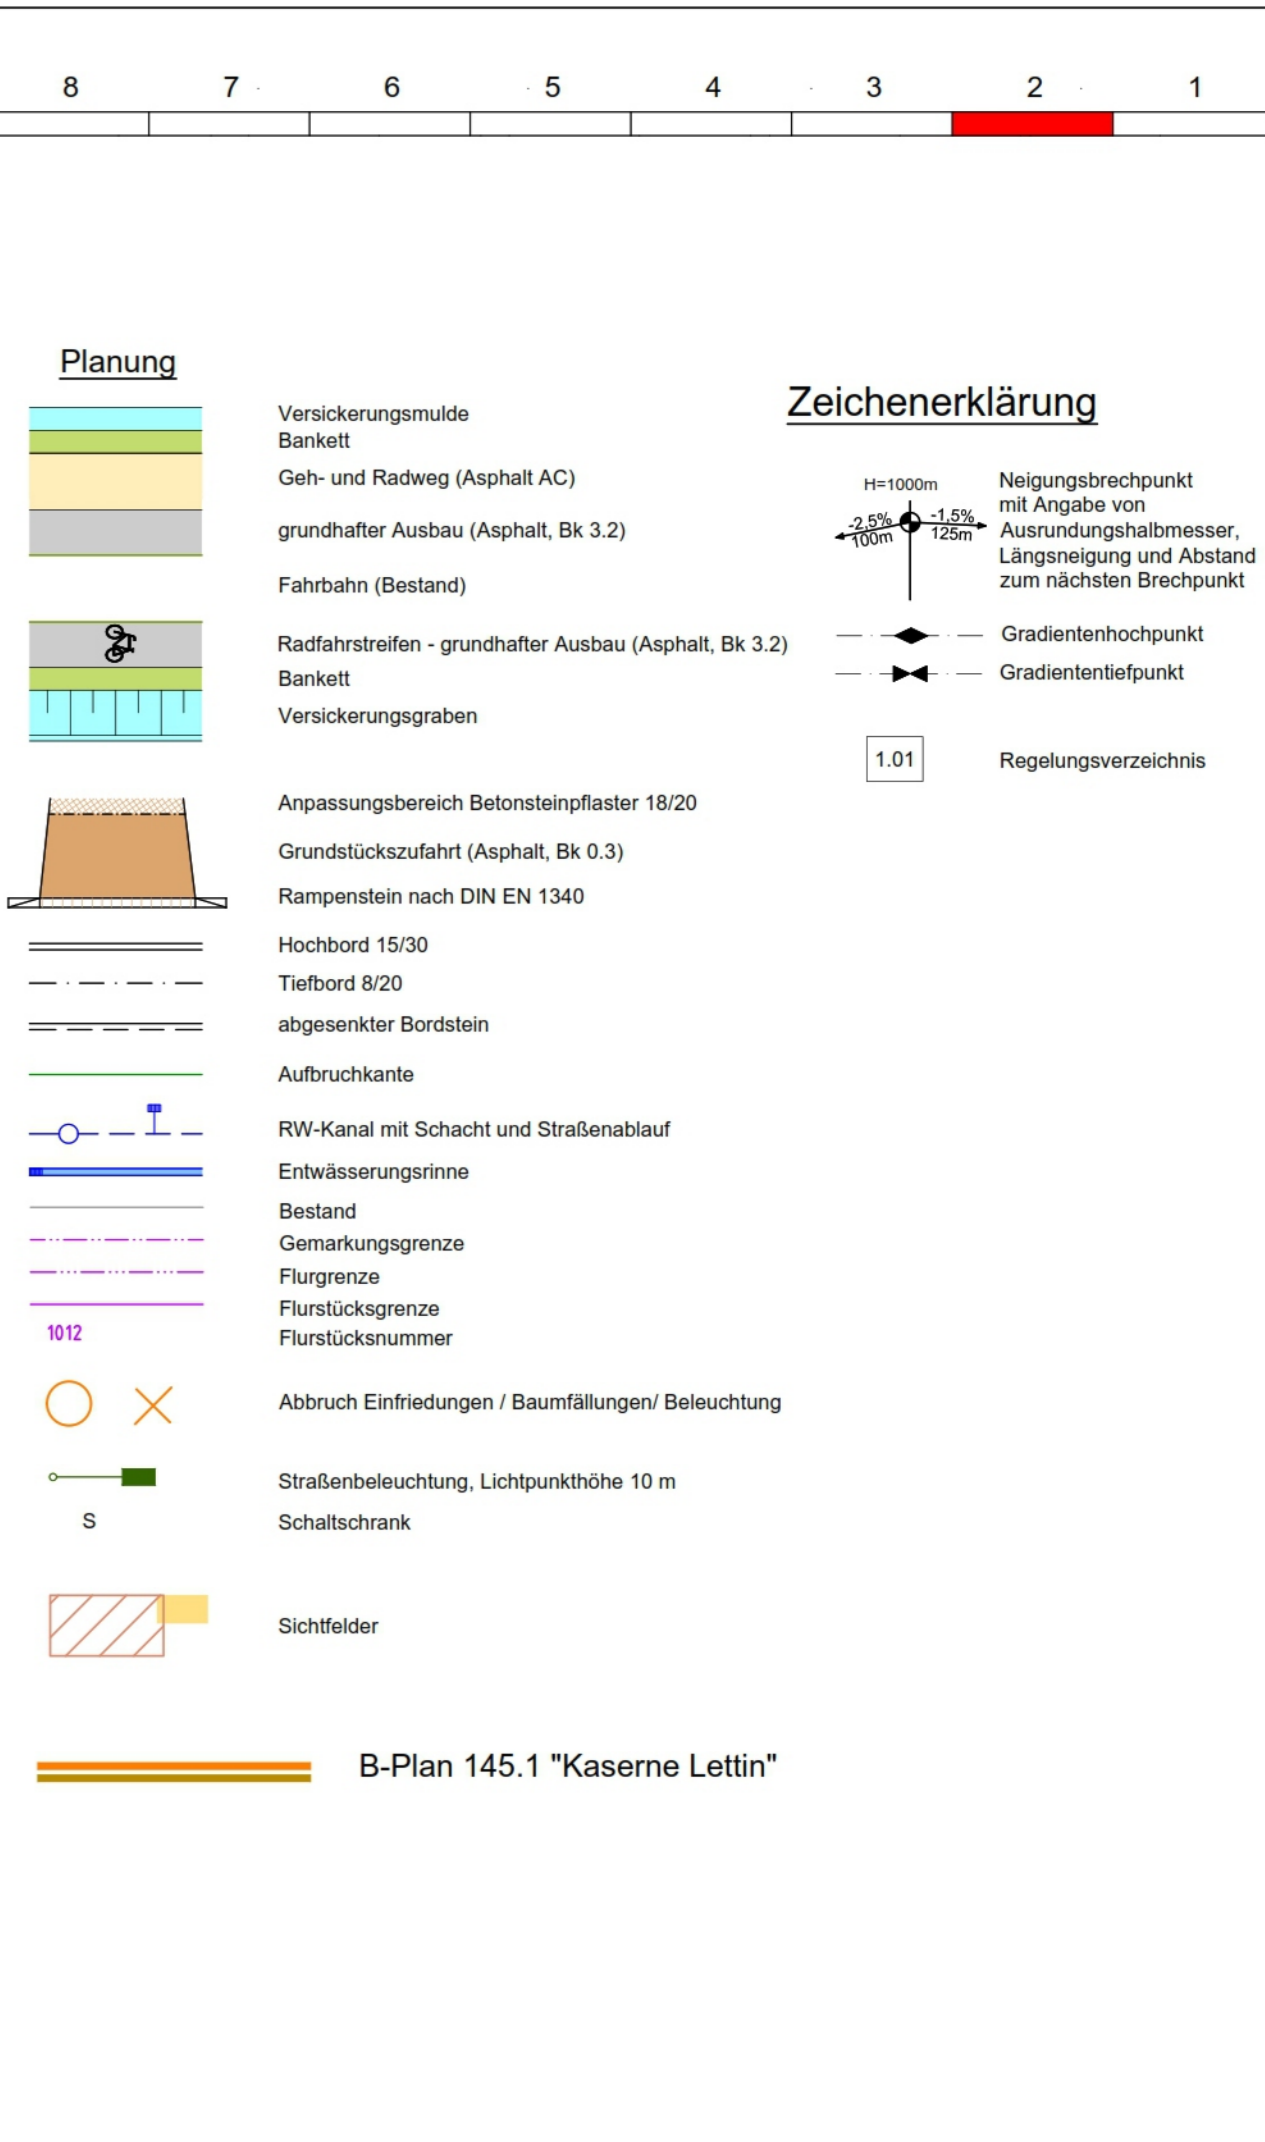 8 7 6 5 4 3 2 1
Planung
Versickerungsmulde
Bankett
Geh- und Radweg (Asphalt AC)
grundhafter Ausbau (Asphalt, Bk 3.2)
Fahrbahn (Bestand)
Radfahrstreifen - grundhafter Ausbau (Asphalt, Bk 3.2)
Bankett
Versickerungsgraben
Anpassungsbereich Betonsteinpflaster 18/20
Grundstückszufahrt (Asphalt, Bk 0.3)
Rampenstein nach DIN EN 1340
Hochbord 15/30
Tiefbord 8/20
abgesenkter Bordstein
Aufbruchkante
RW-Kanal mit Schacht und Straßenablauf
Entwässerungsrinne
Bestand
Gemarkungsgrenze
Flurgrenze
Flurstücksgrenze
1012 Flurstücksnummer
Abbruch Einfriedungen / Baumfällungen/ Beleuchtung
Straßenbeleuchtung, Lichtpunkthöhe 10 m
S Schaltschrank
Sichtfelder
B-Plan 145.1 "Kaserne Lettin"
Zeichenerklärung
H=1000m
-2,5% -1,5%
100m 125m
Neigungsbrechpunkt
mit Angabe von
Ausrundungshalbmesser,
Längsneigung und Abstand
zum nächsten Brechpunkt
Gradientenhochpunkt
Gradiententiefpunkt
1.01 Regelungsverzeichnis